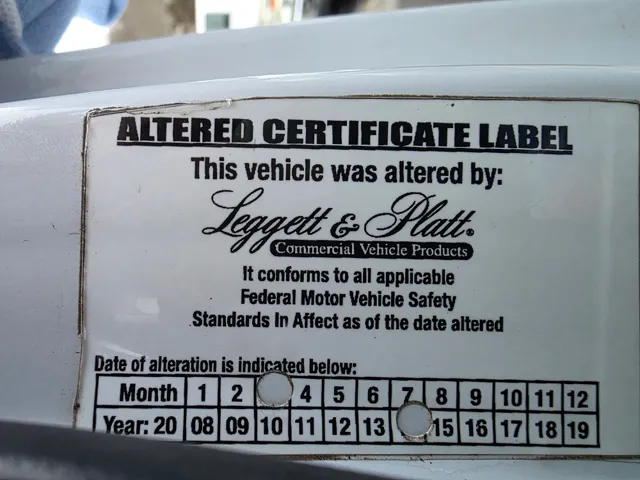 ALTERED CERTIFICATE LABEL
This vehicle was altered by:
Leggett & Platt®
Commercial Vehicle Products
It conforms to all applicable
Federal Motor Vehicle Safety
Standards In Affect as of the date altered
Date of alteration is indicated below:
Month 1 2 4 5 6 7 8 9 10 11 12
Year: 20 08 09 10 11 12 13 15 16 17 18 19